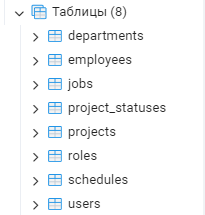 Таблицы (8)
departments
employees
jobs
project_statuses
projects
roles
schedules
users